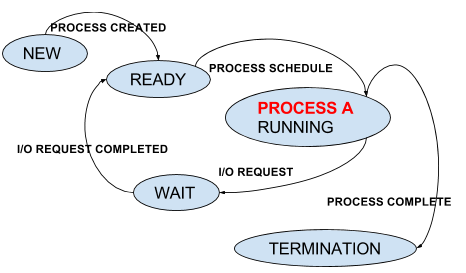 PROCESS CREATED
NEW
READY
PROCESS SCHEDULE
PROCESS A
RUNNING
I/O REQUEST COMPLETED
I/O REQUEST
WAIT
PROCESS COMPLETE
TERMINATION